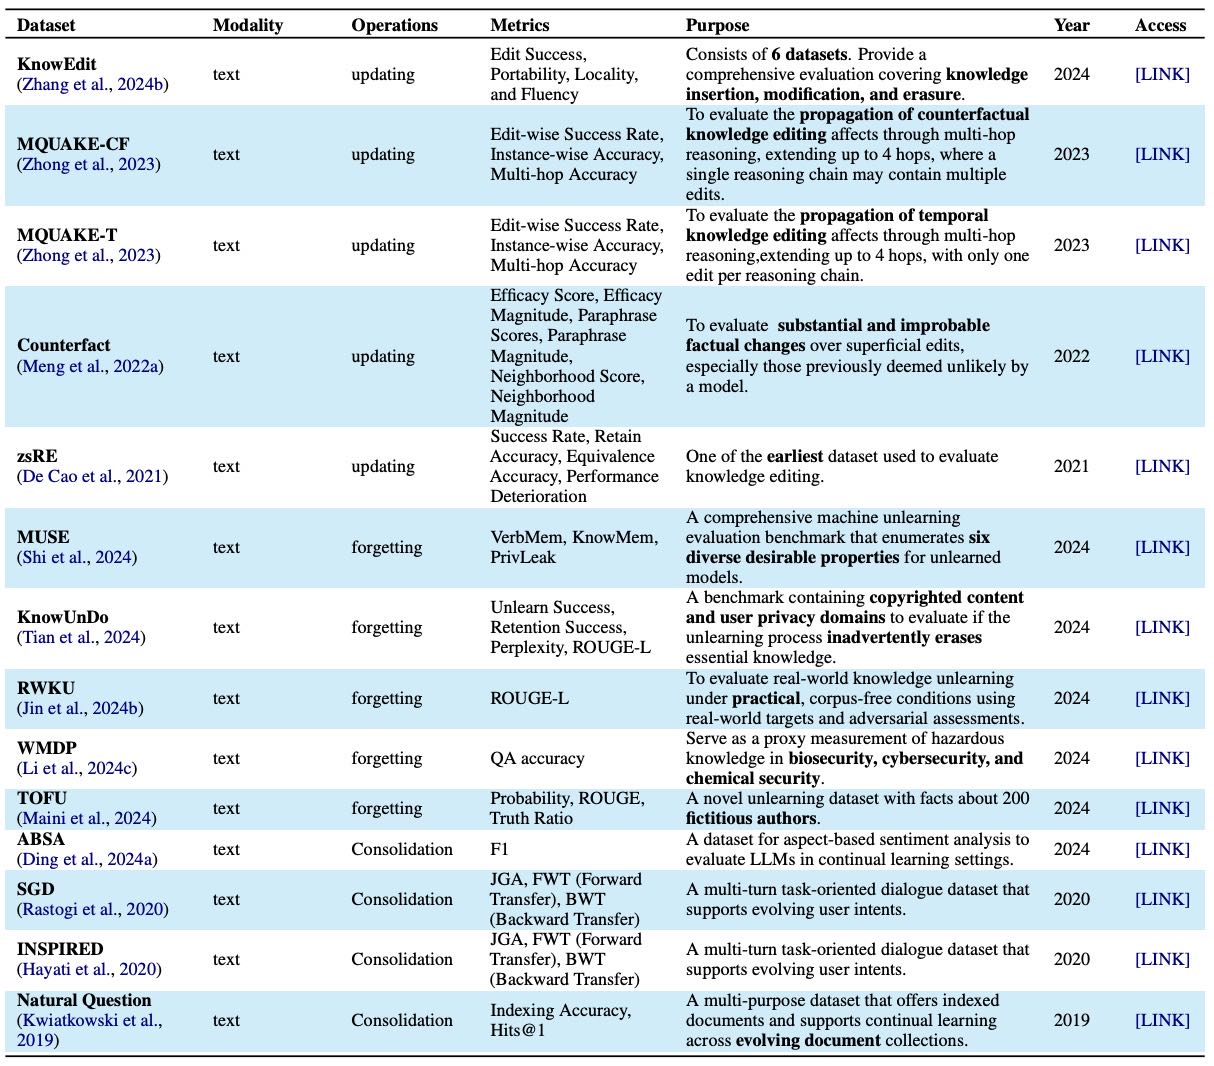 Dataset Modality Operations Metrics Purpose Year Access
KnowEdit
(Zhang et al., 2024b)
text
updating
Edit Success,
Portability, Locality,
and Fluency
Consists of 6 datasets. Provide a
comprehensive evaluation covering knowledge
insertion, modification, and erasure.
2024
[LINK]
MQUAKE-CF
(Zhong et al., 2023)
text
updating
Edit-wise Success Rate,
Instance-wise Accuracy,
Multi-hop Accuracy
To evaluate the propagation of counterfactual
knowledge editing affects through multi-hop
reasoning, extending up to 4 hops, where a
single reasoning chain may contain multiple
edits.
2023
[LINK]
MQUAKE-T
(Zhong et al., 2023)
text
updating
Edit-wise Success Rate,
Instance-wise Accuracy,
Multi-hop Accuracy
To evaluate the propagation of temporal
knowledge editing affects through multi-hop
reasoning,extending up to 4 hops, with only one
edit per reasoning chain.
2023
[LINK]
Counterfact
(Meng et al., 2022a)
text
updating
Efficacy Score, Efficacy
Magnitude, Paraphrase
Scores, Paraphrase
Magnitude,
Neighborhood Score,
Neighborhood
Magnitude
To evaluate substantial and improbable
factual changes over superficial edits,
especially those previously deemed unlikely by
a model.
2022
[LINK]
zsRE
(De Cao et al., 2021)
text
updating
Success Rate, Retain
Accuracy, Equivalence
Accuracy, Performance
Deterioration
One of the earliest dataset used to evaluate
knowledge editing.
2021
[LINK]
MUSE
(Shi et al., 2024)
text
forgetting
VerbMem, KnowMem,
PrivLeak
A comprehensive machine unlearning
evaluation benchmark that enumerates six
diverse desirable properties for unlearned
models.
2024
[LINK]
KnowUnDo
(Tian et al., 2024)
text
forgetting
Unlearn Success,
Retention Success,
Perplexity, ROUGE-L
A benchmark containing copyrighted content
and user privacy domains to evaluate if the
unlearning process inadvertently erases
essential knowledge.
2024
[LINK]
RWKU
(Jin et al., 2024b)
text
forgetting
ROUGE-L
To evaluate real-world knowledge unlearning
under practical, corpus-free conditions using
real-world targets and adversarial assessments.
2024
[LINK]
WMDP
(Li et al., 2024c)
text
forgetting
QA accuracy
Serve as a proxy measurement of hazardous
knowledge in biosecurity, cybersecurity, and
chemical security.
2024
[LINK]
TOFU
(Maini et al., 2024)
text
forgetting
Probability, ROUGE,
Truth Ratio
A novel unlearning dataset with facts about 200
fictitious authors.
2024
[LINK]
ABSA
(Ding et al., 2024a)
text
Consolidation
F1
A dataset for aspect-based sentiment analysis to
evaluate LLMs in continual learning settings.
2024
[LINK]
SGD
(Rastogi et al., 2020)
text
Consolidation
JGA, FWT (Forward
Transfer), BWT
(Backward Transfer)
A multi-turn task-oriented dialogue dataset that
supports evolving user intents.
2020
[LINK]
INSPIRED
(Hayati et al., 2020)
text
Consolidation
JGA, FWT (Forward
Transfer), BWT
(Backward Transfer)
A multi-turn task-oriented dialogue dataset that
supports evolving user intents.
2020
[LINK]
Natural Question
(Kwiatkowski et al.,
2019)
text
Consolidation
Indexing Accuracy,
Hits@1
A multi-purpose dataset that offers indexed
documents and supports continual learning
across evolving document collections.
2019
[LINK]